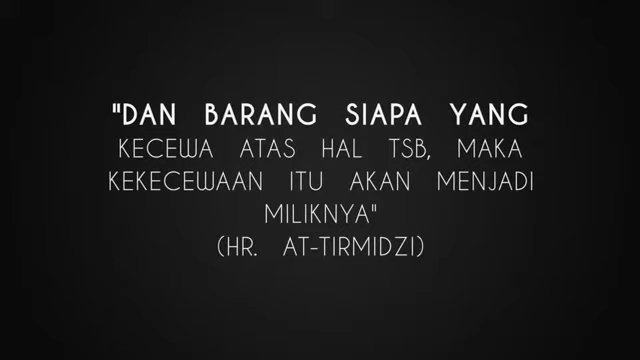 "DAN BARANG SIAPA YANG
KECEWA ATAS HAL TSB, MAKA
KEKECEWAAN ITU AKAN MENJADI
MILIKNYA"
(HR. AT-TIRMIDZI)